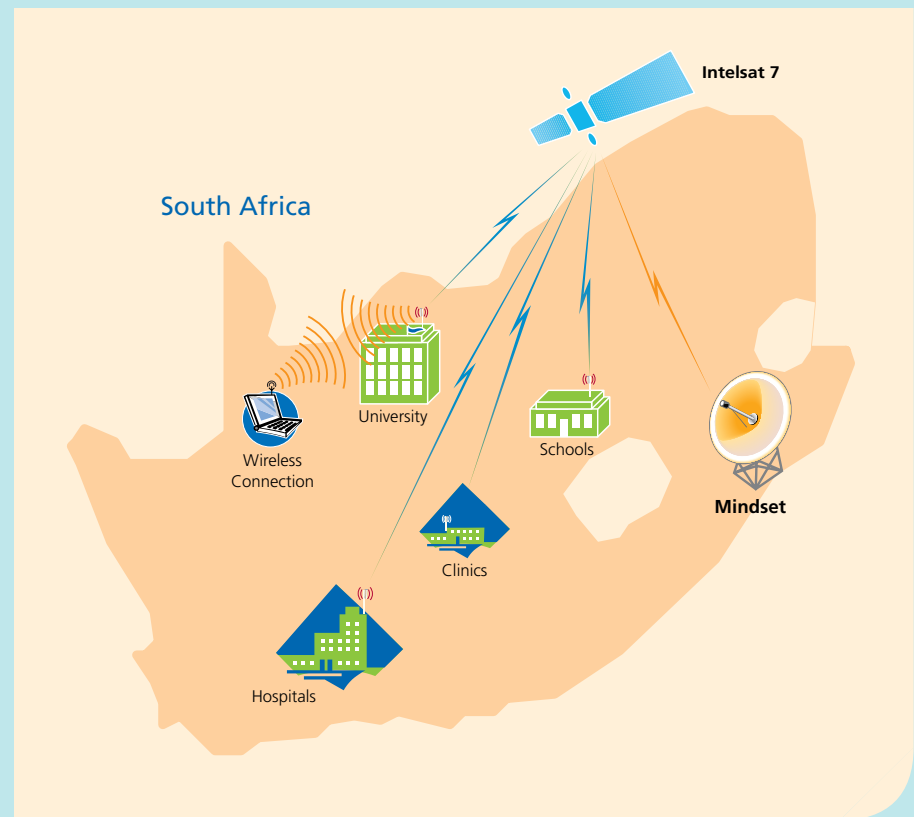 Intelsat 7
South Africa
University
Wireless
Connection
Schools
Mindset
Clinics
Hospitals